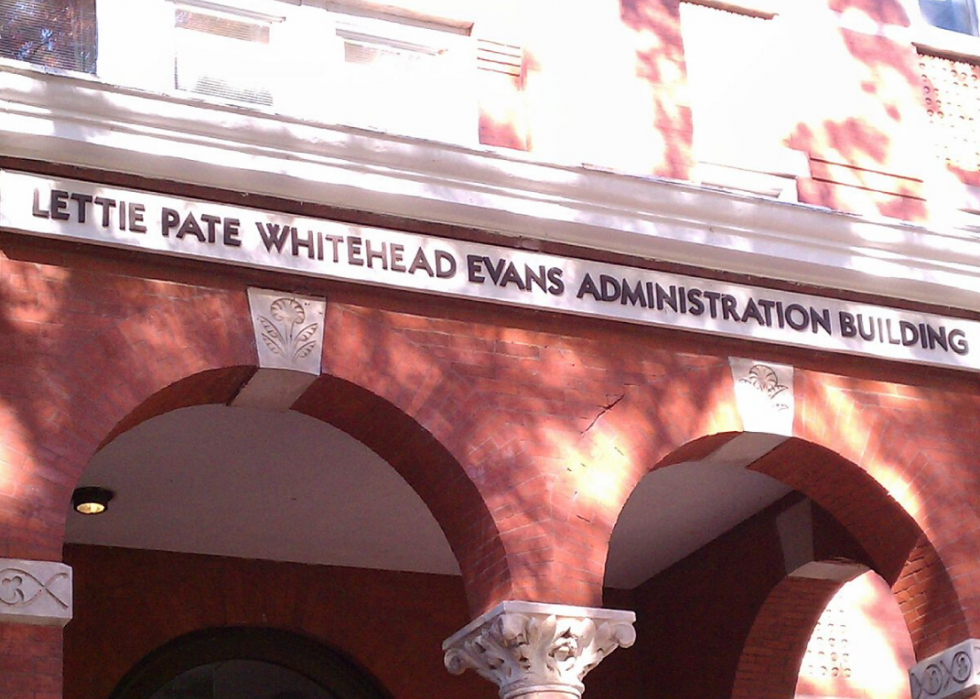 LETTIE PATE WHITEHEAD EVANS ADMINISTRATION BUILDING